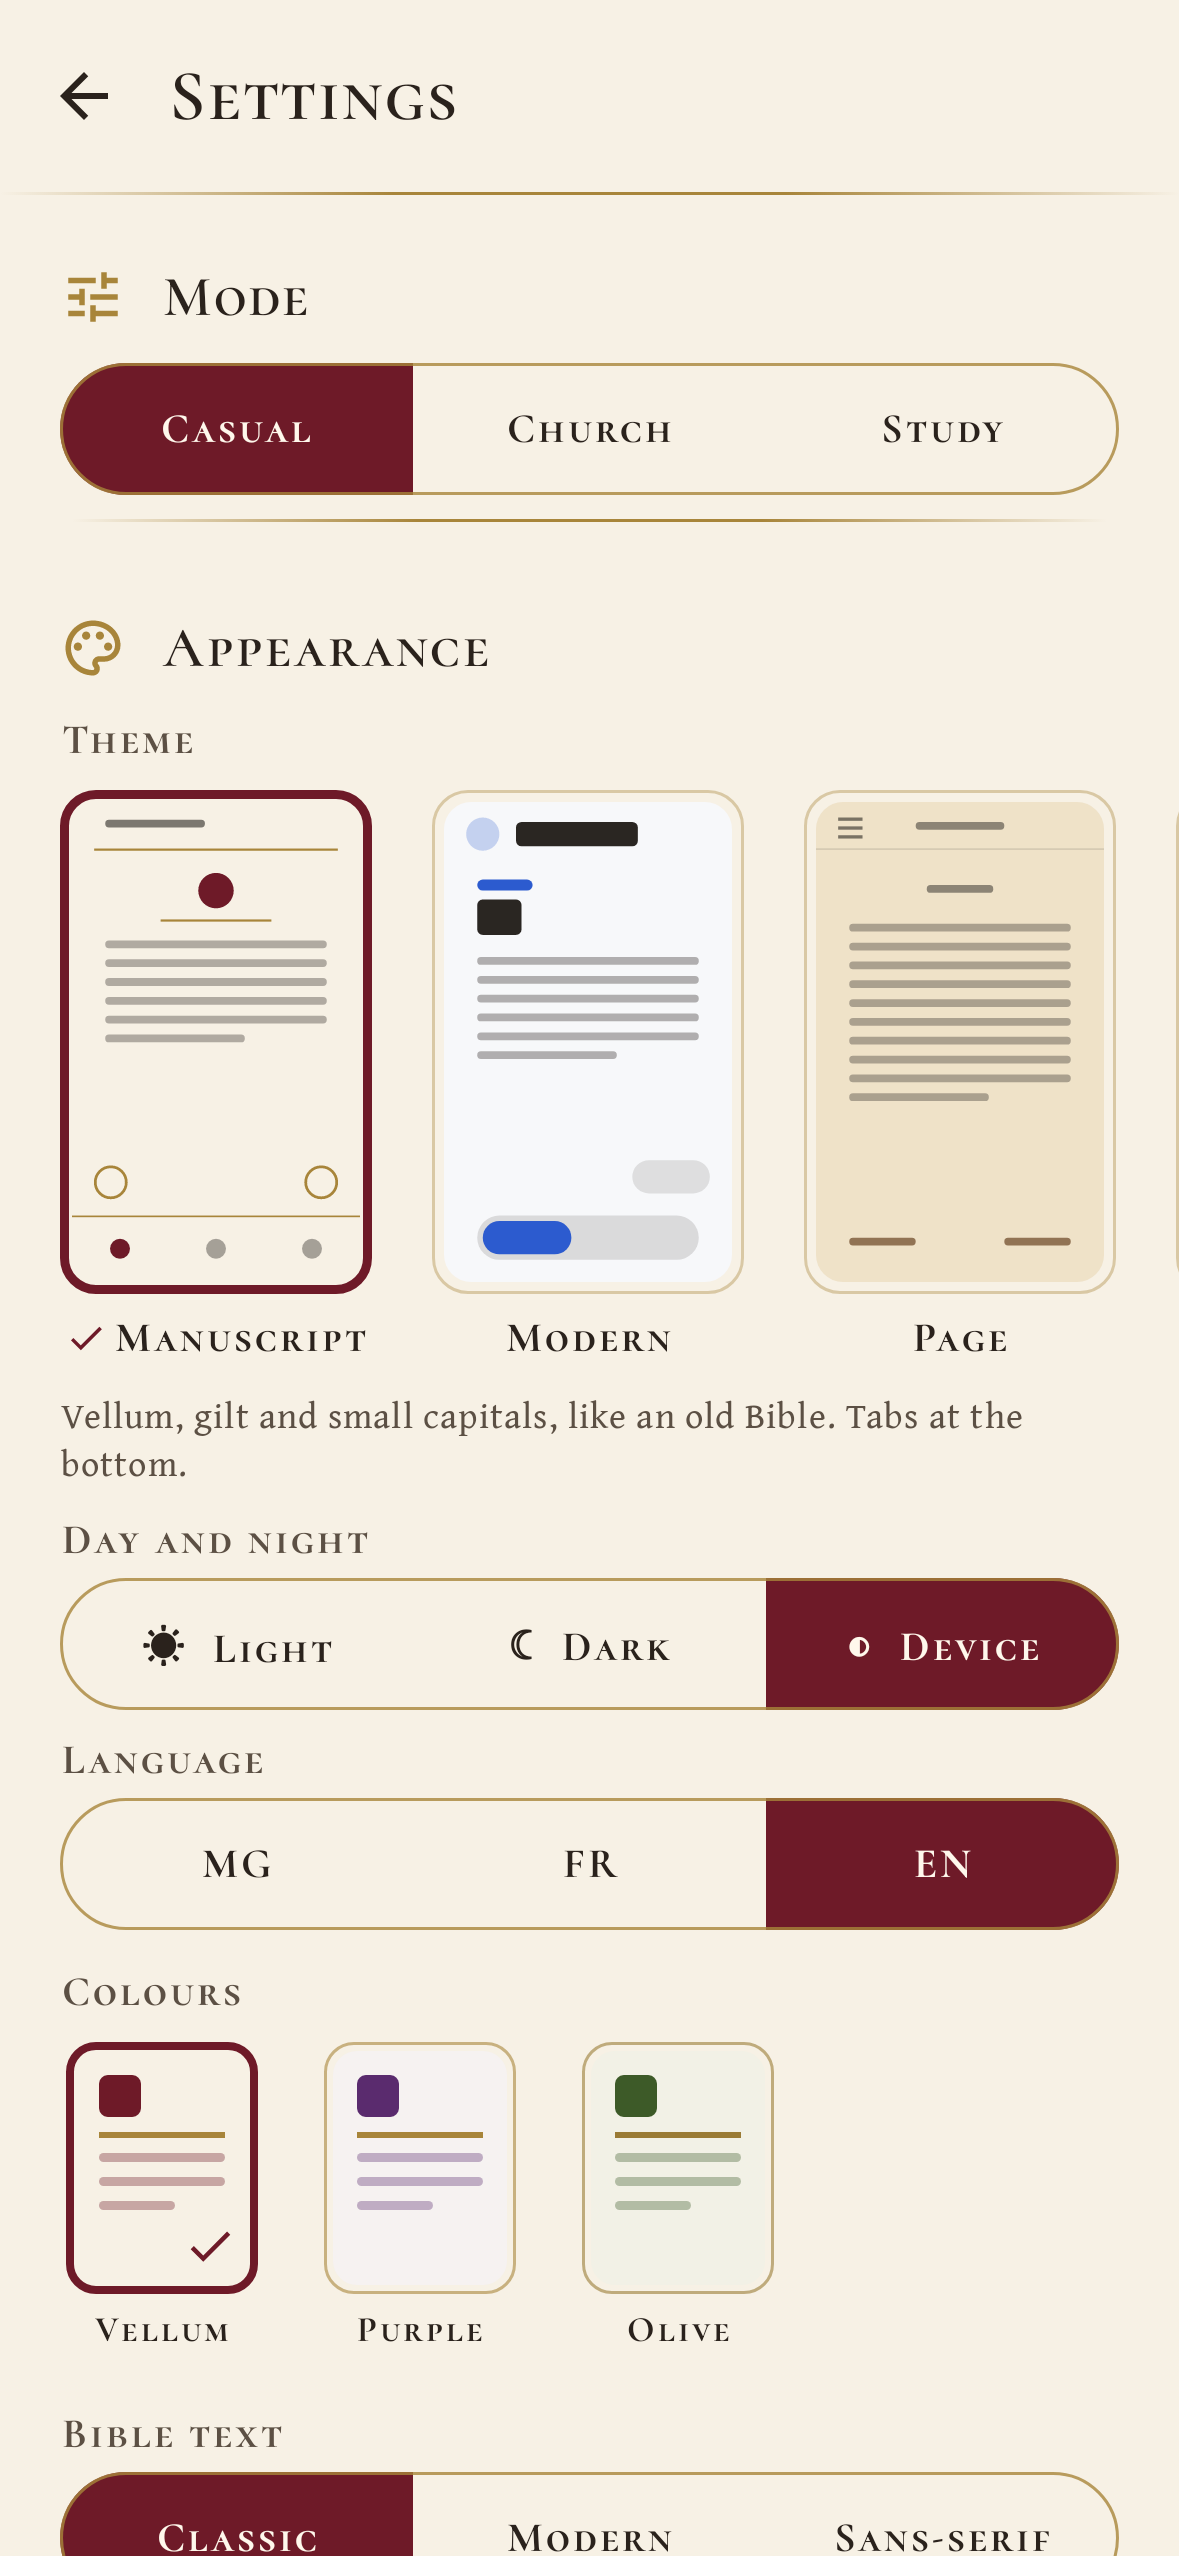 Settings
Mode
Casual Church Study
Appearance
Theme
Manuscript Modern Page
Vellum, gilt and small capitals, like an old Bible. Tabs at the
bottom.
Day and night
Light Dark Device
Language
MG FR EN
Colours
Vellum Purple Olive
Bible text
Classic Modern Sans-serif